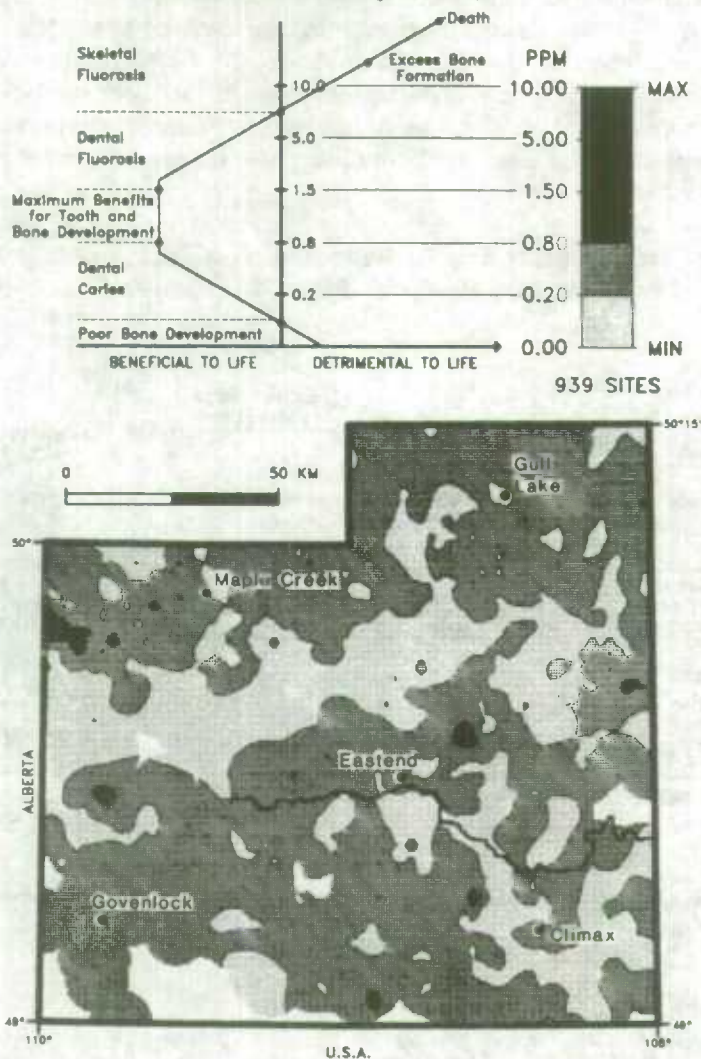 Death
Skeletal
Fluorosis
Excess Bone
Formation
PPM
10.0
10.00
MAX
Dental
Fluorosis
5.0
5.00
1.5
1.50
Maximum Benefits
for Tooth and
Bone Development
0.8
0.80
Dental
Caries
0.2
0.20
Poor Bone Development
0.00
MIN
BENEFICIAL TO LIFE
DETRIMENTAL TO LIFE
939 SITES
50°15'
0
50 KM
Gull
Lake
50°
Maple Creek
ALBERTA
Eastend
Govenlock
Climax
49°
49°
110°
108°
U.S.A.